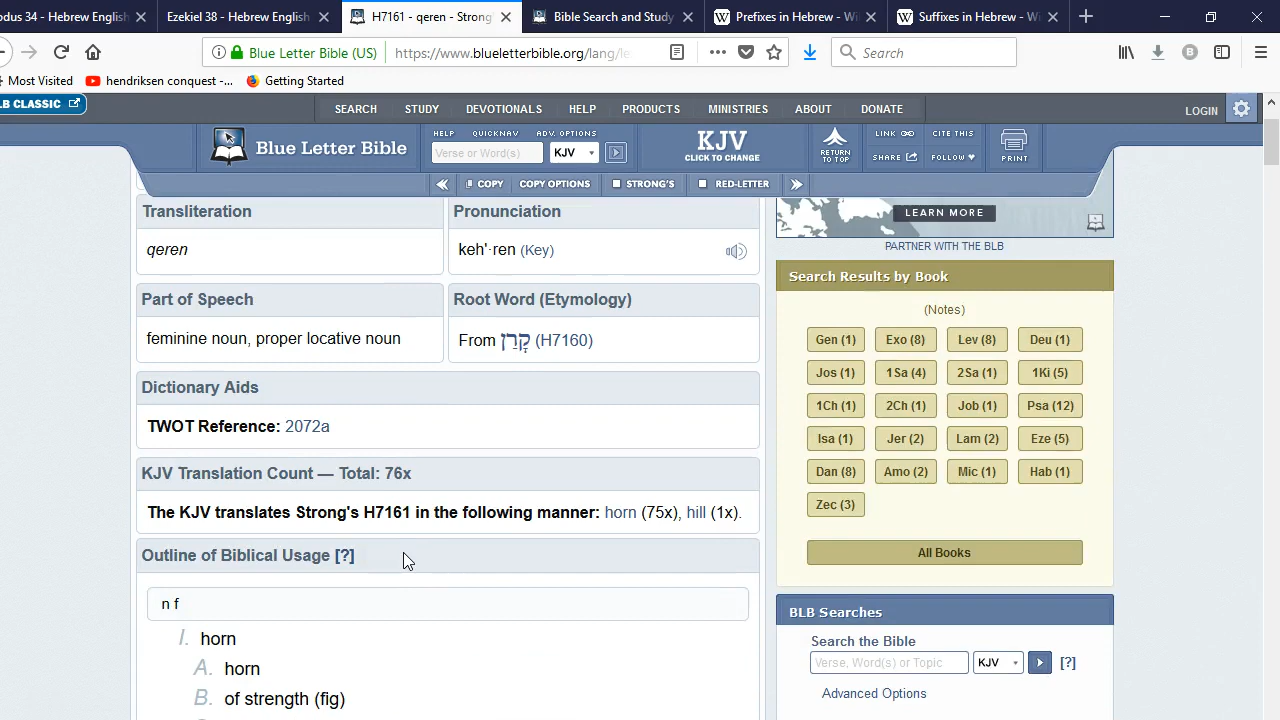 odus 34 - Hebrew English
Ezekiel 38 - Hebrew English
H7161 - qeren - Strong
Bible Search and Study
Prefixes in Hebrew - Wi
Suffixes in Hebrew - Wi
Blue Letter Bible (US)
https://www.blueletterbible.org/lang/le
Search
Most Visited
hendriksen conquest -...
Getting Started
LB CLASSIC
SEARCH STUDY DEVOTIONALS HELP PRODUCTS MINISTRIES ABOUT DONATE
LOGIN
Blue Letter Bible
HELP QUICKNAV ADV. OPTIONS
Verse or Word(s) KJV
KJV
CLICK TO CHANGE
RETURN
TO TOP
LINK CITE THIS
SHARE FOLLOW
PRINT
COPY COPY OPTIONS STRONG'S RED-LETTER
Transliteration
qeren
Pronunciation
keh'·ren (Key)
Part of Speech
feminine noun, proper locative noun
Root Word (Etymology)
From קָרַן (H7160)
Dictionary Aids
TWOT Reference: 2072a
KJV Translation Count — Total: 76x
The KJV translates Strong's H7161 in the following manner: horn (75x), hill (1x).
Outline of Biblical Usage [?]
n f
I. horn
A. horn
B. of strength (fig)
LEARN MORE
PARTNER WITH THE BLB
Search Results by Book
(Notes)
Gen (1) Exo (8) Lev (8) Deu (1)
Jos (1) 1Sa (4) 2Sa (1) 1Ki (5)
1Ch (1) 2Ch (1) Job (1) Psa (12)
Isa (1) Jer (2) Lam (2) Eze (5)
Dan (8) Amo (2) Mic (1) Hab (1)
Zec (3)
All Books
BLB Searches
Search the Bible
Verse, Word(s) or Topic KJV [?]
Advanced Options